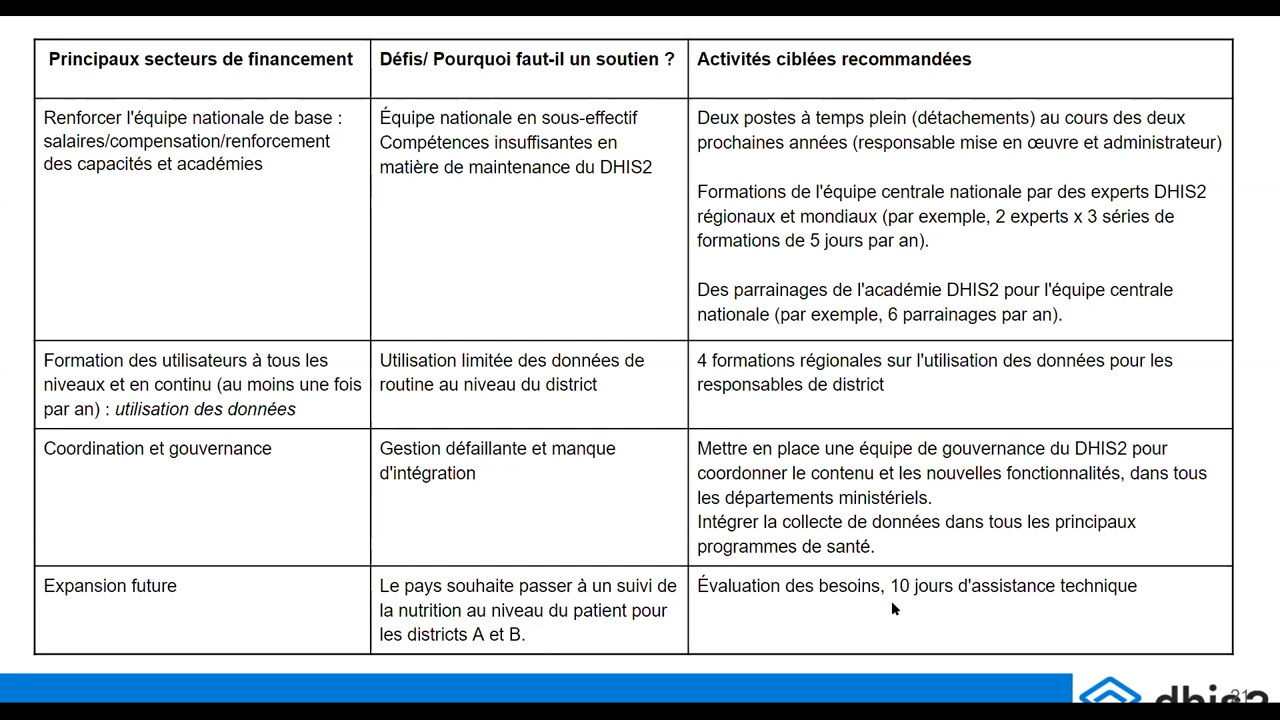 Principaux secteurs de financement
Défis/ Pourquoi faut-il un soutien ?
Activités ciblées recommandées
Renforcer l'équipe nationale de base :
salaires/compensation/renforcement
des capacités et académies
Équipe nationale en sous-effectif
Compétences insuffisantes en
matière de maintenance du DHIS2
Deux postes à temps plein (détachements) au cours des deux
prochaines années (responsable mise en œuvre et administrateur)
Formations de l'équipe centrale nationale par des experts DHIS2
régionaux et mondiaux (par exemple, 2 experts x 3 séries de
formations de 5 jours par an).
Des parrainages de l'académie DHIS2 pour l'équipe centrale
nationale (par exemple, 6 parrainages par an).
Formation des utilisateurs à tous les
niveaux et en continu (au moins une fois
par an) : utilisation des données
Utilisation limitée des données de
routine au niveau du district
4 formations régionales sur l'utilisation des données pour les
responsables de district
Coordination et gouvernance
Gestion défaillante et manque
d'intégration
Mettre en place une équipe de gouvernance du DHIS2 pour
coordonner le contenu et les nouvelles fonctionnalités, dans tous
les départements ministériels.
Intégrer la collecte de données dans tous les principaux
programmes de santé.
Expansion future
Le pays souhaite passer à un suivi de
la nutrition au niveau du patient pour
les districts A et B.
Évaluation des besoins, 10 jours d'assistance technique
dhis2